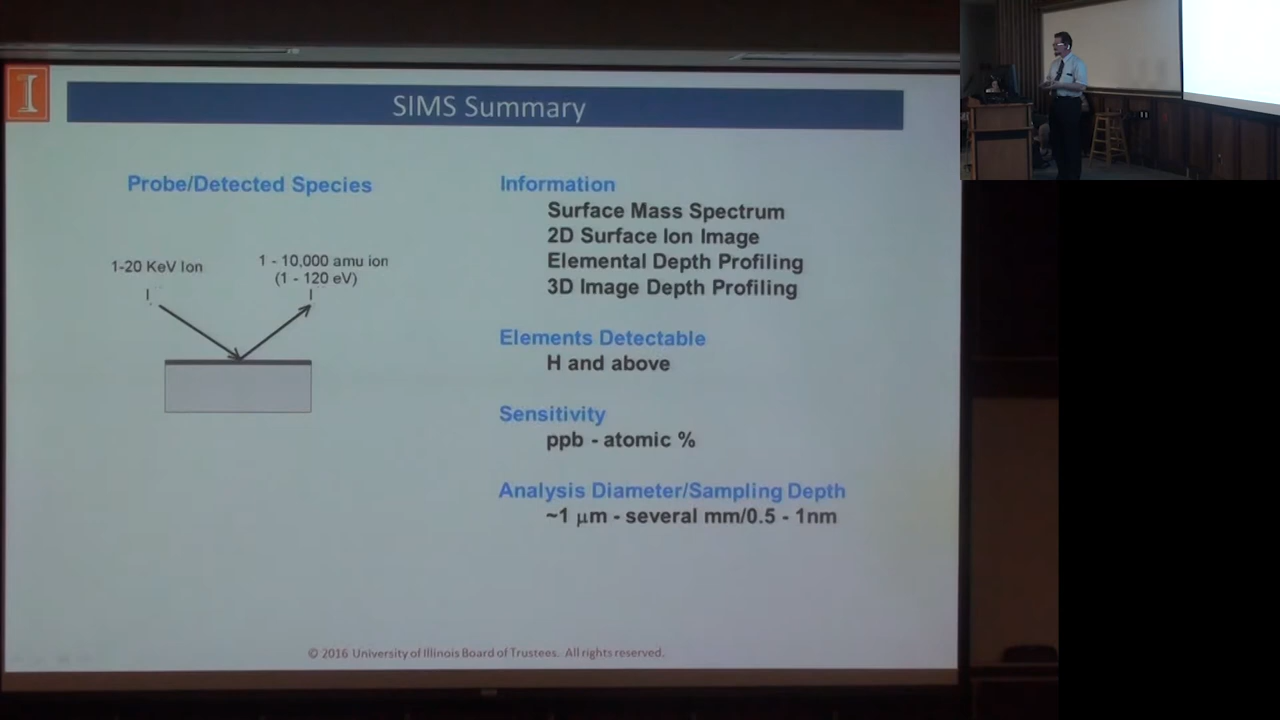 I
SIMS Summary
Probe/Detected Species
1-20 KeV Ion
1 - 10,000 amu ion
(1 - 120 eV)
Information
Surface Mass Spectrum
2D Surface Ion Image
Elemental Depth Profiling
3D Image Depth Profiling
Elements Detectable
H and above
Sensitivity
ppb - atomic %
Analysis Diameter/Sampling Depth
~1 μm - several mm/0.5 - 1nm
© 2016 University of Illinois Board of Trustees. All rights reserved.